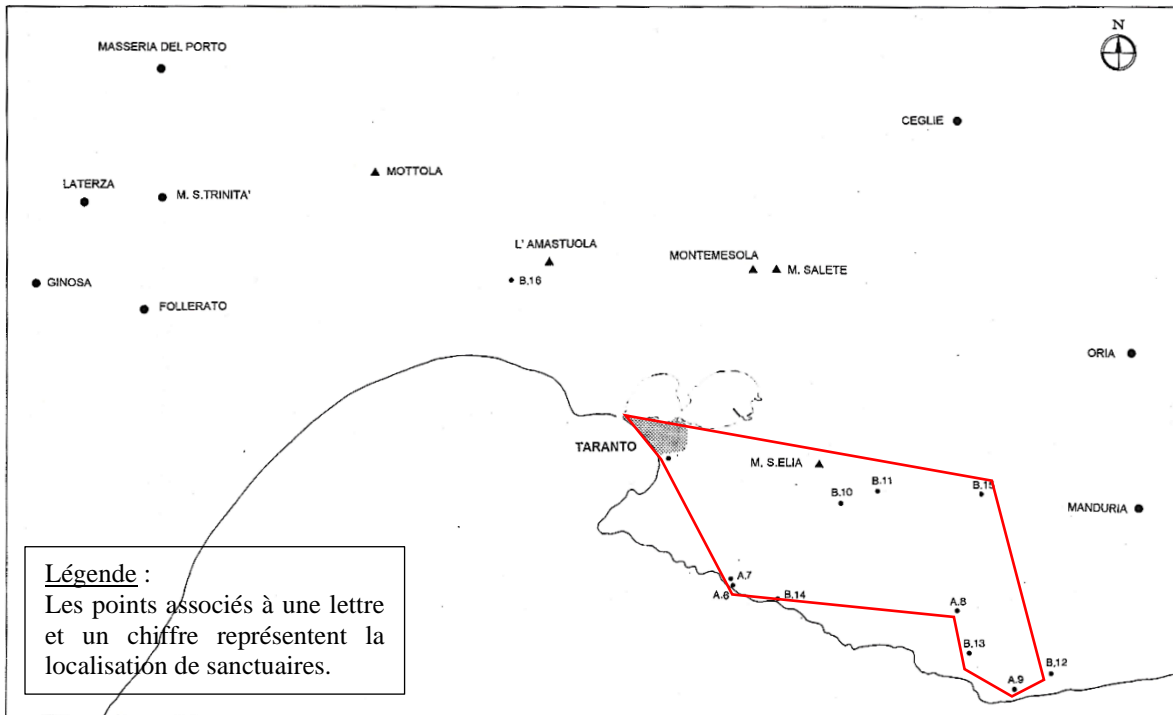 N
MASSERIA DEL PORTO
CEGLIE
MOTTOLA
LATERZA
M. S.TRINITA'
L' AMASTUOLA
MONTEMESOLA
M. SALETE
B.16
GINOSA
FOLLERATO
ORIA
TARANTO
M. S.ELIA
B.10
B.11
B.15
MANDURIA
A.7
A.6
B.14
A.8
B.13
A.9
B.12
Légende :
Les points associés à une lettre
et un chiffre représentent la
localisation de sanctuaires.